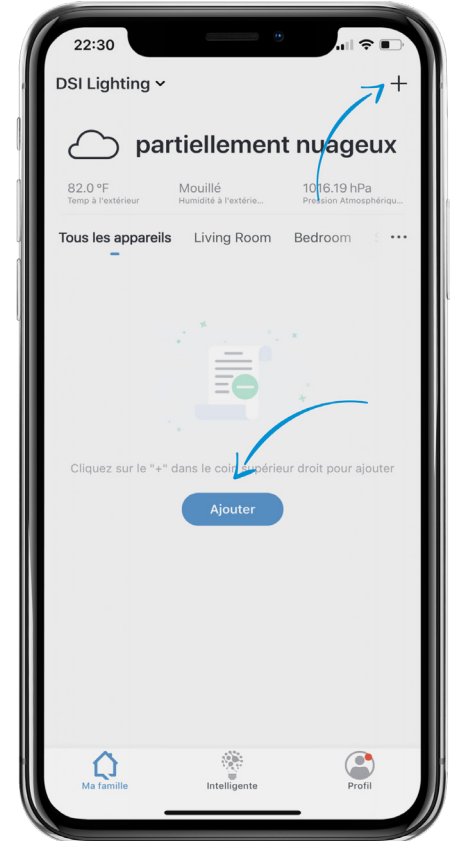 22:30
DSI Lighting
partiellement nuageux
82.0 °F Mouillé 1016.19 hPa
Temp à l'extérieur Humidité à l'extérie... Pression Atmosphériqu...
Tous les appareils Living Room Bedroom ...
Cliquez sur le "+" dans le coin supérieur droit pour ajouter
Ajouter
Ma famille Intelligente Profil